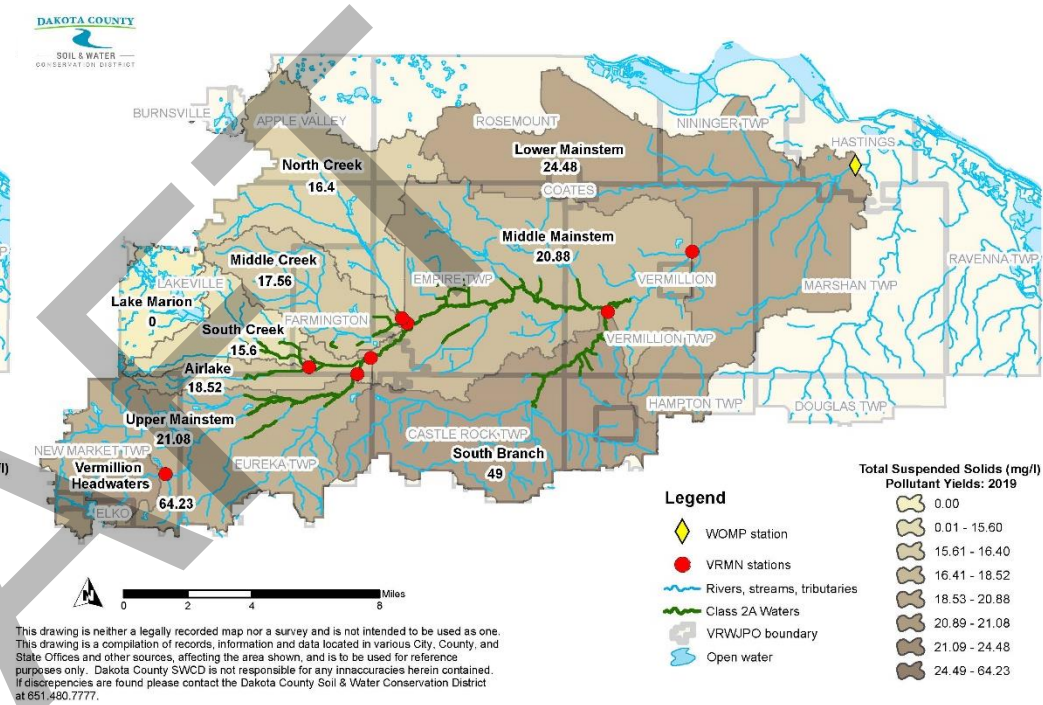 DAKOTA COUNTY
SOIL & WATER
CONSERVATION DISTRICT
BURNSVILLE
APPLE VALLEY
ROSEMOUNT
NININGER TWP
HASTINGS
North Creek
16.4
Lower Mainstem
24.48
COATES
Middle Mainstem
20.88
Middle Creek
17.56
LAKEVILLE
EMPIRE TWP
VERMILLION
RAVENNA TWP
MARSHAN TWP
Lake Marion
0
FARMINGTON
South Creek
15.6
VERMILLION TWP
Airlake
18.52
HAMPTON TWP
DOUGLAS TWP
Upper Mainstem
21.08
CASTLE ROCK TWP
NEW MARKET TWP
EUREKA TWP
South Branch
49
Vermillion
Headwaters
64.23
ELKO
/l)
Legend
WOMP station
VRMN stations
Rivers, streams, tributaries
Class 2A Waters
VRWJPO boundary
Open water
Total Suspended Solids (mg/l)
Pollutant Yields: 2019
0.00
0.01 - 15.60
15.61 - 16.40
16.41 - 18.52
18.53 - 20.88
20.89 - 21.08
21.09 - 24.48
24.49 - 64.23
N
Miles
0 2 4 8
This drawing is neither a legally recorded map nor a survey and is not intended to be used as one.
This drawing is a compilation of records, information and data located in various City, County, and
State Offices and other sources, affecting the area shown, and is to be used for reference
purposes only. Dakota County SWCD is not responsible for any innaccuracies herein contained.
If discrepencies are found please contact the Dakota County Soil & Water Conservation District
at 651.480.7777.